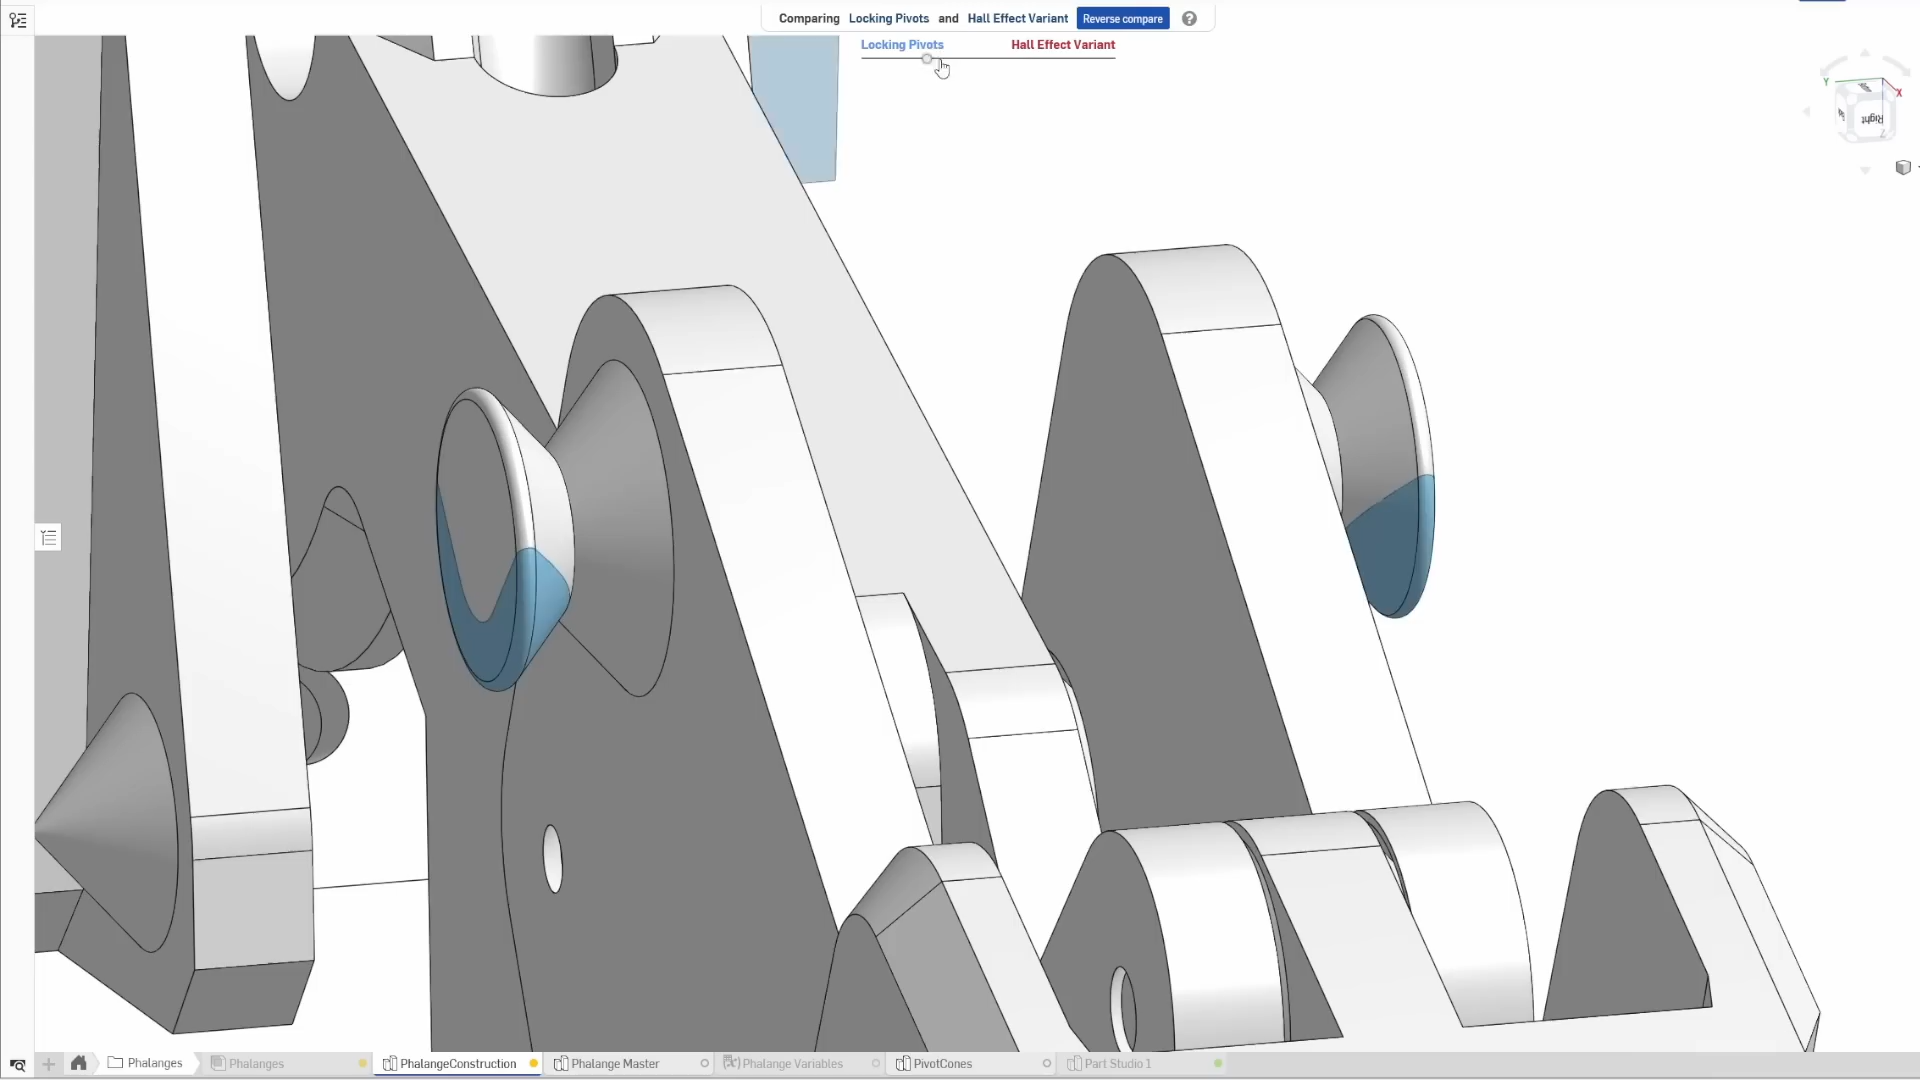 Comparing Locking Pivots and Hall Effect Variant Reverse compare ?
Locking Pivots Hall Effect Variant
Y X
Right
Z
Phalanges Phalanges PhalangeConstruction Phalange Master Phalange Variables PivotCones Part Studio 1